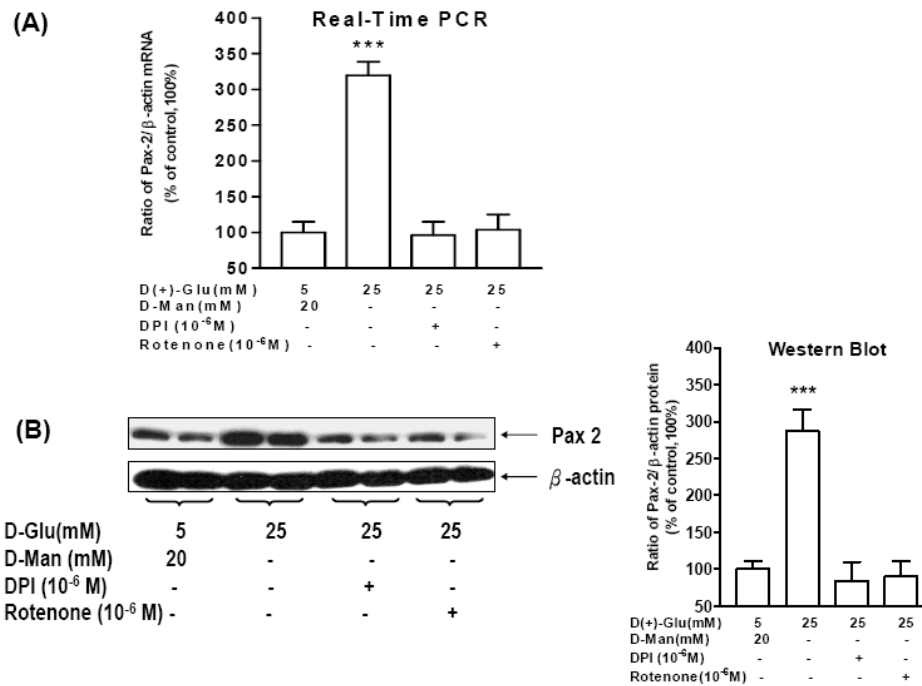 (A)
Real-Time PCR
Ratio of Pax-2/β-actin mRNA
(% of control,100%)
400
350
300
250
200
150
100
50
***
D(+)-Glu(mM) 5 25 25 25
D-Man(mM) 20 - - -
DPI (10⁻⁶M) - - + -
Rotenone(10⁻⁶M) - - - +
(B)
Pax 2
β-actin
D-Glu(mM) 5 25 25 25
D-Man (mM) 20 - - -
DPI (10⁻⁶ M) - - + -
Rotenone (10⁻⁶ M) - - - +
Western Blot
Ratio of Pax-2/β-actin protein
(% of control,100%)
400
350
300
250
200
150
100
50
***
D(+)-Glu(mM) 5 25 25 25
D-Man(mM) 20 - - -
DPI (10⁻⁶M) - - + -
Rotenone(10⁻⁶M) - - - +